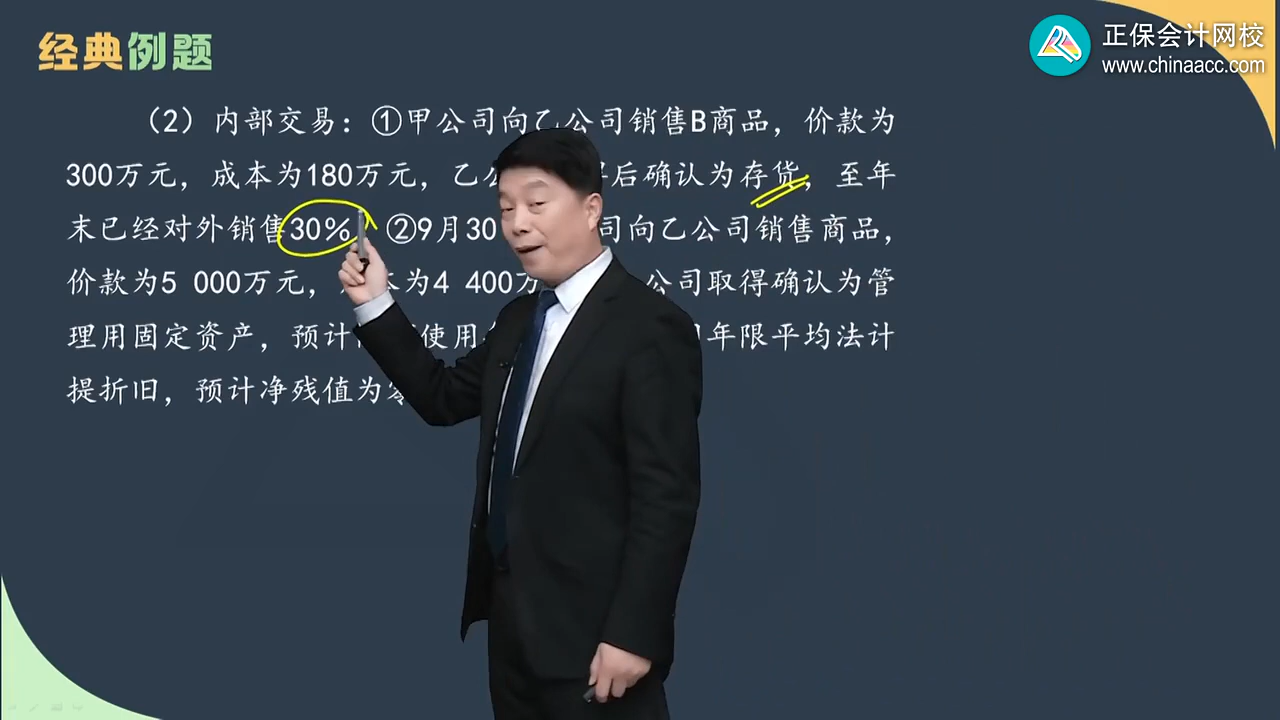 经典例题
正保会计网校
www.chinaacc.com
（2）内部交易：①甲公司向乙公司销售B商品，价款为
300万元，成本为180万元，乙公 后确认为存货，至年
末已经对外销售30% ②9月30 司向乙公司销售商品，
价款为5 000万元， 本为4 400万 公司取得确认为管
理用固定资产，预计 使用 年限平均法计
提折旧，预计净残值为零